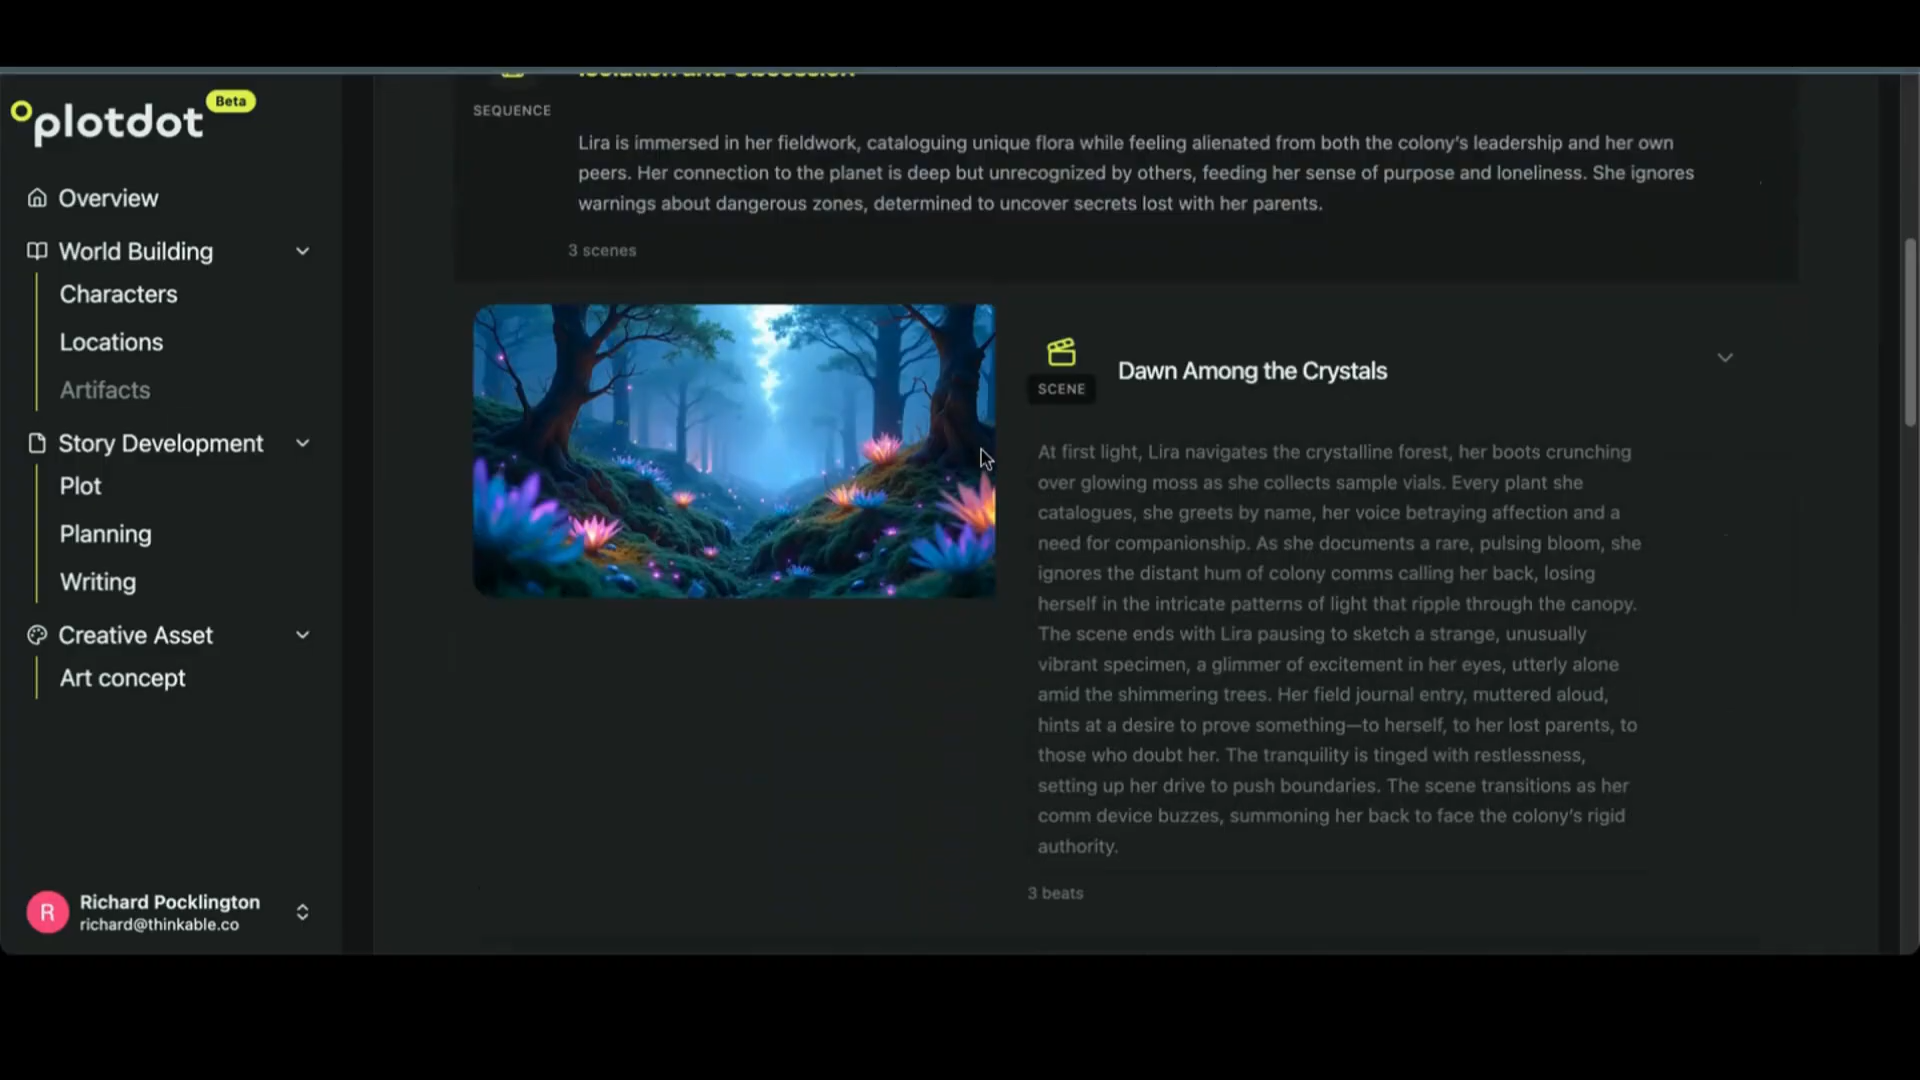 plotdot
Beta
Overview
World Building
Characters
Locations
Artifacts
Story Development
Plot
Planning
Writing
Creative Asset
Art concept
R
Richard Pocklington
richard@thinkable.co
Isolation and Obsession
SEQUENCE
Lira is immersed in her fieldwork, cataloguing unique flora while feeling alienated from both the colony's leadership and her own
peers. Her connection to the planet is deep but unrecognized by others, feeding her sense of purpose and loneliness. She ignores
warnings about dangerous zones, determined to uncover secrets lost with her parents.
3 scenes
SCENE
Dawn Among the Crystals
At first light, Lira navigates the crystalline forest, her boots crunching
over glowing moss as she collects sample vials. Every plant she
catalogues, she greets by name, her voice betraying affection and a
need for companionship. As she documents a rare, pulsing bloom, she
ignores the distant hum of colony comms calling her back, losing
herself in the intricate patterns of light that ripple through the canopy.
The scene ends with Lira pausing to sketch a strange, unusually
vibrant specimen, a glimmer of excitement in her eyes, utterly alone
amid the shimmering trees. Her field journal entry, muttered aloud,
hints at a desire to prove something—to herself, to her lost parents, to
those who doubt her. The tranquility is tinged with restlessness,
setting up her drive to push boundaries. The scene transitions as her
comm device buzzes, summoning her back to face the colony's rigid
authority.
3 beats